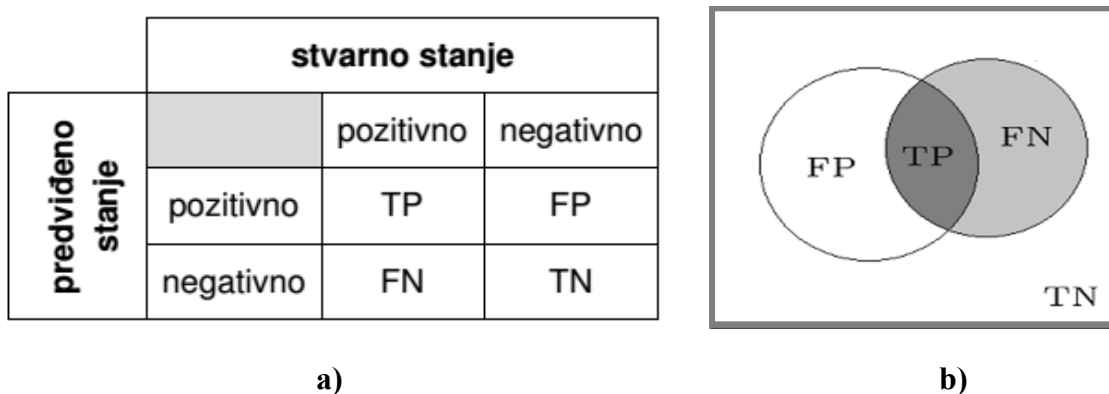 stvarno stanje
predviđeno
stanje
pozitivno negativno
pozitivno TP FP
negativno FN TN
FP TP FN
TN
a) b)